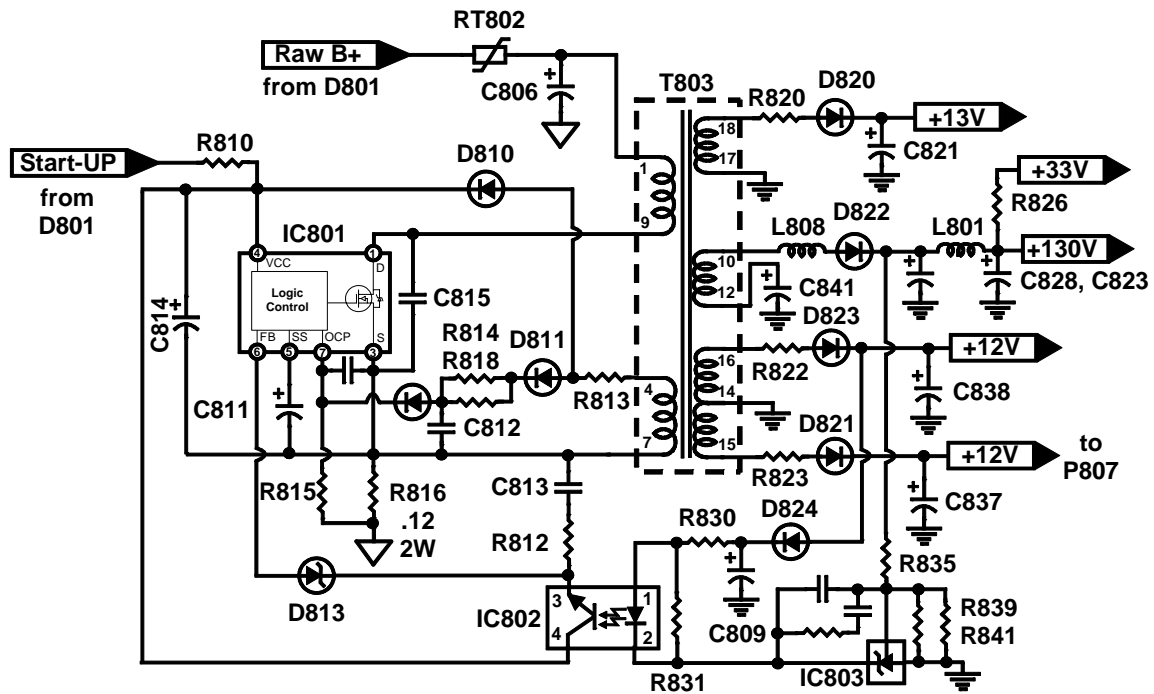 RT802
Raw B+
from D801
C806
T803
D820
R820
18
+13V
17
C821
R810
Start-UP
from
D801
D810
1
9
+33V
R826
D822
L808
L801
10
+130V
12
C841
C828, C823
IC801
4
VCC
1
D
Logic
Control
C815
C814
FB
SS
OCP
S
6
5
7
3
R814
R818
D811
D823
16
+12V
R822
C838
14
4
R813
C811
C812
7
D821
15
+12V
to
P807
R823
C837
R815
R816
.12
2W
C813
R812
D824
R830
R835
D813
IC802
3
4
1
2
C809
R839
R841
R831
IC803